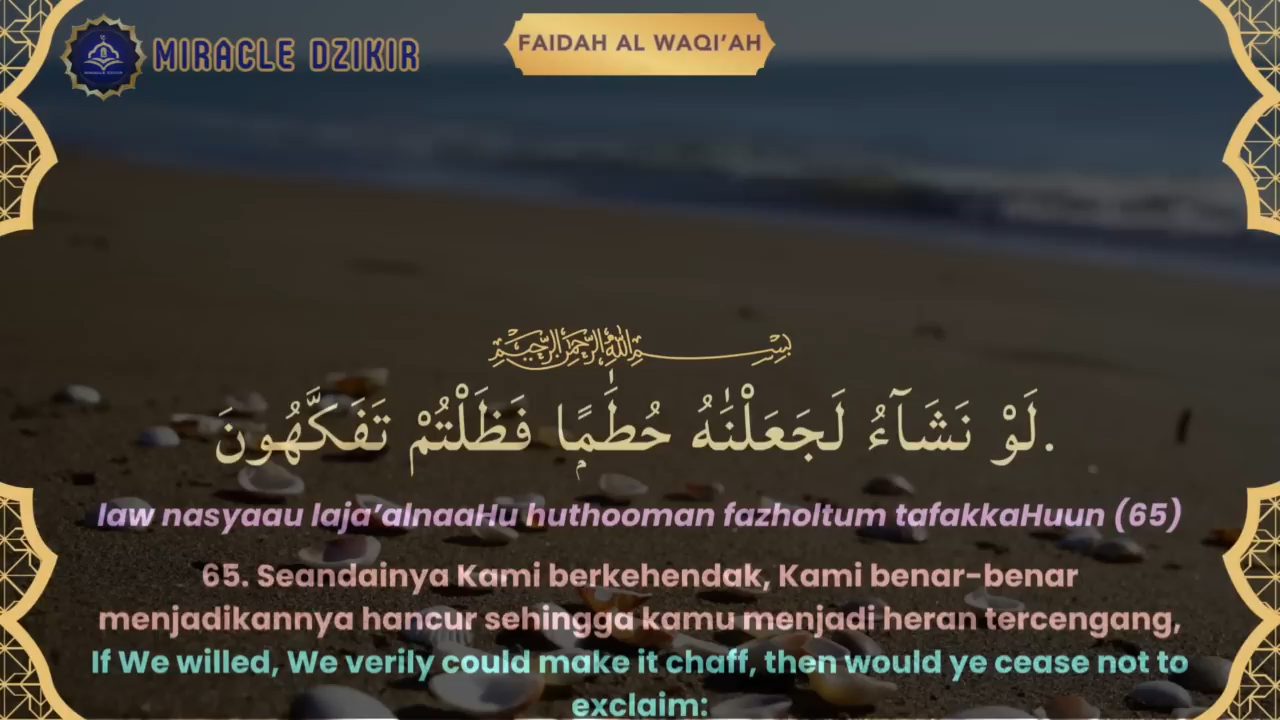 MIRACLE DZIKIR
FAIDAH AL WAQI’AH
بِسْمِ اللَّهِ الرَّحْمَٰنِ الرَّحِيمِ
لَوْ نَشَآءُ لَجَعَلْنَٰهُ حُطَٰمًۭا فَظَلْتُمْ تَفَكَّهُونَ.
law nasyaau laja’alnaaHu huthooman fazholtum tafakkaHuun (65)
65. Seandainya Kami berkehendak, Kami benar-benar
menjadikannya hancur sehingga kamu menjadi heran tercengang,
If We willed, We verily could make it chaff, then would ye cease not to
exclaim: